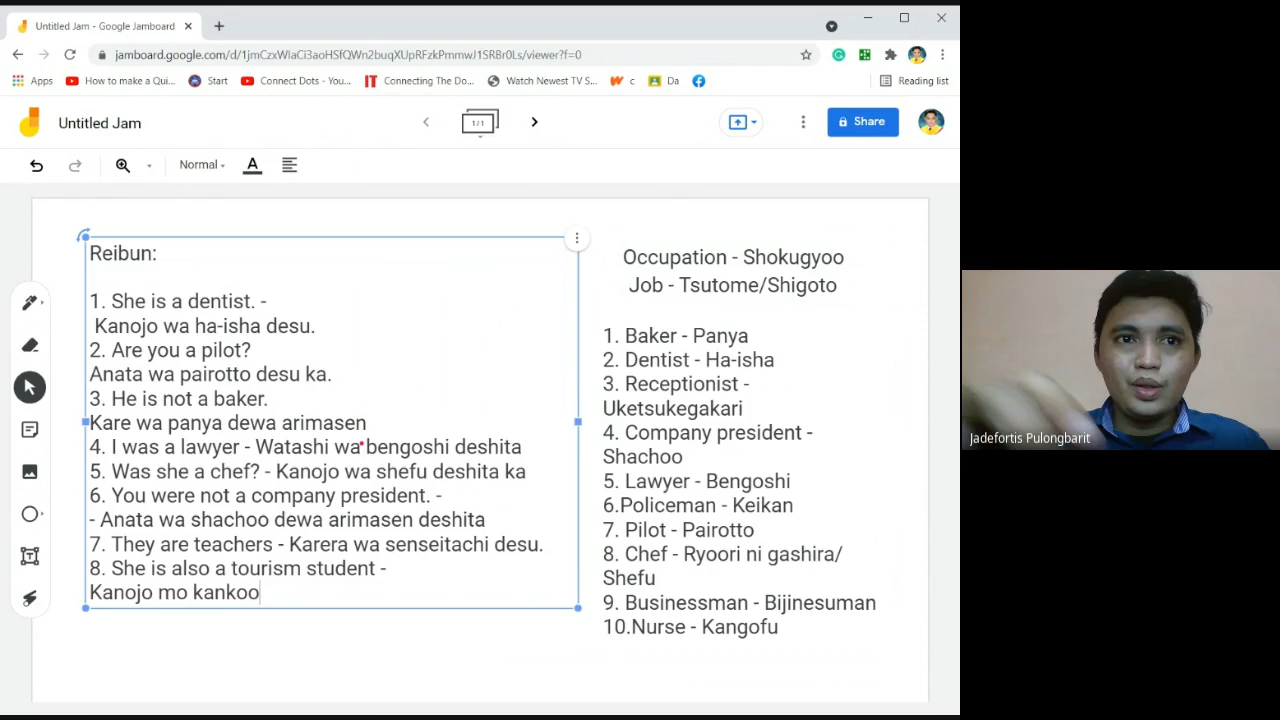 Untitled Jam - Google Jamboard
jamboard.google.com/d/1jmCzxWIaCi3aoHSfQWn2buqXUpRFzkPmmwJ1SRBr0Ls/viewer?f=0
Apps
How to make a Qui...
Start
Connect Dots - You...
IT
Connecting The Do...
Watch Newest TV S...
c
Da
Reading list
Untitled Jam
1/1
Share
Normal
A
Reibun:
1. She is a dentist. -
Kanojo wa ha-isha desu.
2. Are you a pilot?
Anata wa pairotto desu ka.
3. He is not a baker.
Kare wa panya dewa arimasen
4. I was a lawyer - Watashi wa bengoshi deshita
5. Was she a chef? - Kanojo wa shefu deshita ka
6. You were not a company president. -
- Anata wa shachoo dewa arimasen deshita
7. They are teachers - Karera wa senseitachi desu.
8. She is also a tourism student -
Kanojo mo kankoo
Occupation - Shokugyoo
Job - Tsutome/Shigoto
1. Baker - Panya
2. Dentist - Ha-isha
3. Receptionist -
Uketsukegakari
4. Company president -
Shachoo
5. Lawyer - Bengoshi
6.Policeman - Keikan
7. Pilot - Pairotto
8. Chef - Ryoori ni gashira/
Shefu
9. Businessman - Bijinesuman
10.Nurse - Kangofu
Jadefortis Pulongbarit